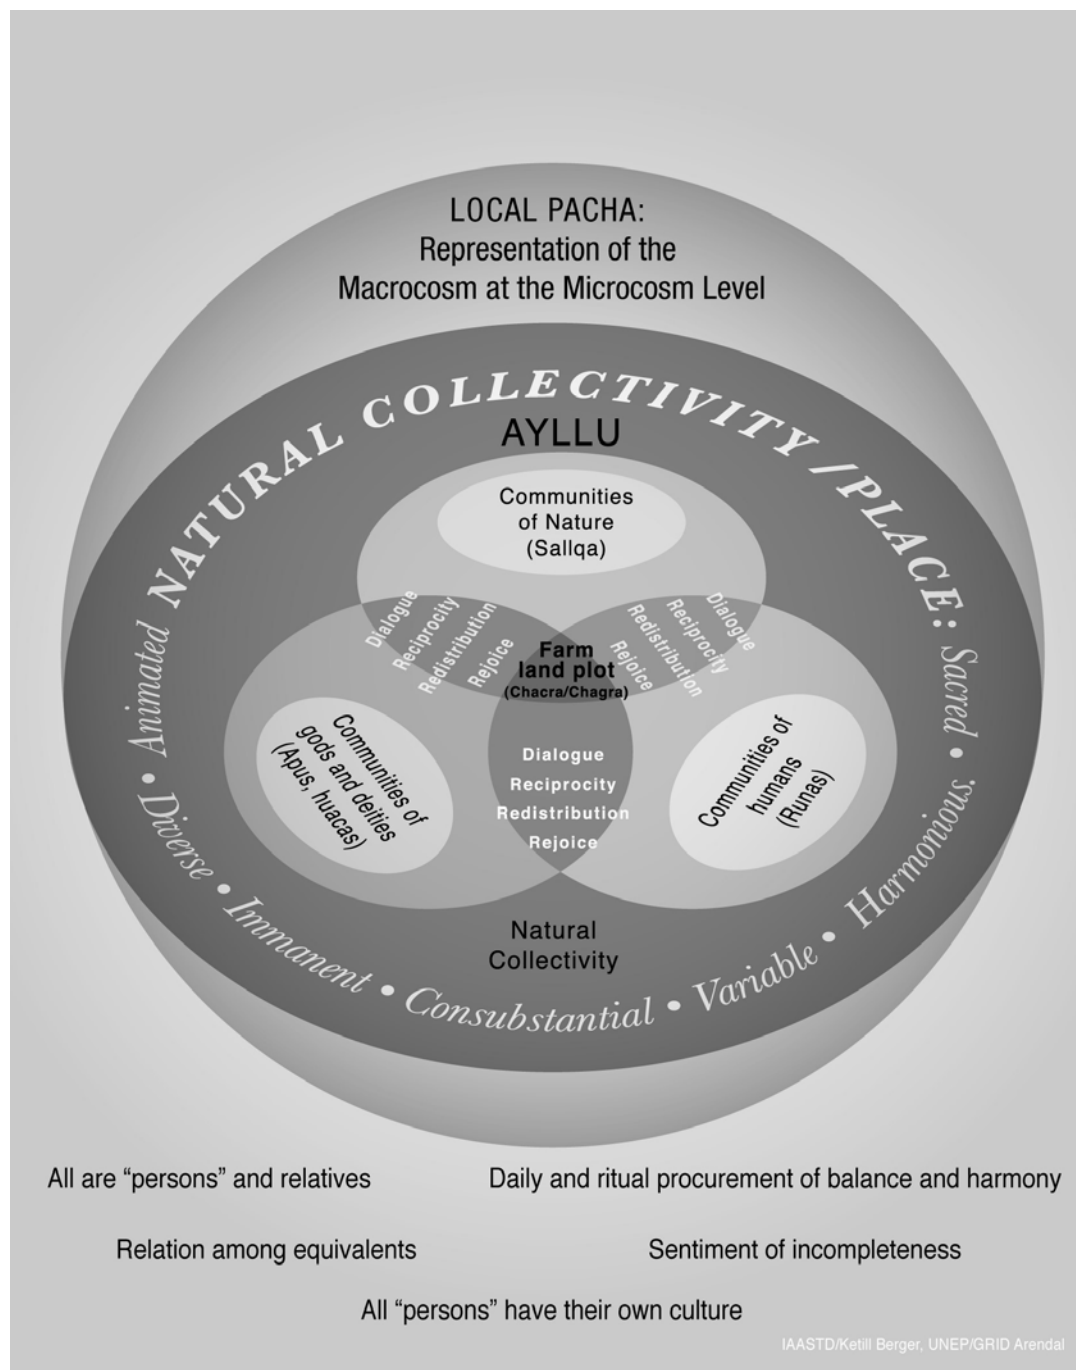 LOCAL PACHA:
Representation of the
Macrocosm at the Microcosm Level
NATURAL COLLECTIVITY / PLACE: Sacred • Harmonious. Variable • Consubstantial • Immanent • Diverse • Animated
AYLLU
Communities
of Nature
(Sallqa)
Dialogue
Reciprocity
Redistribution
Rejoice
Dialogue
Reciprocity
Redistribution
Rejoice
Farm
land plot
(Chacra/Chagra)
Communities of
gods and deities
(Apus, huacas)
Dialogue
Reciprocity
Redistribution
Rejoice
Communities of
humans
(Runas)
Natural
Collectivity
All are “persons” and relatives
Daily and ritual procurement of balance and harmony
Relation among equivalents
Sentiment of incompleteness
All “persons” have their own culture
IAASTD/Ketill Berger, UNEP/GRID Arendal